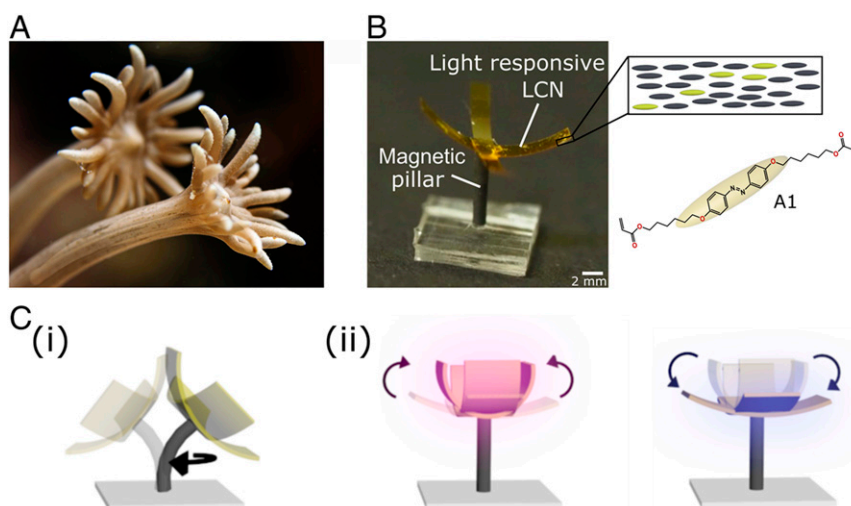 A
B
Light responsive
LCN
Magnetic
pillar
2 mm
O
O
O
N
N
O
O
O
A1
C
(i)
(ii)